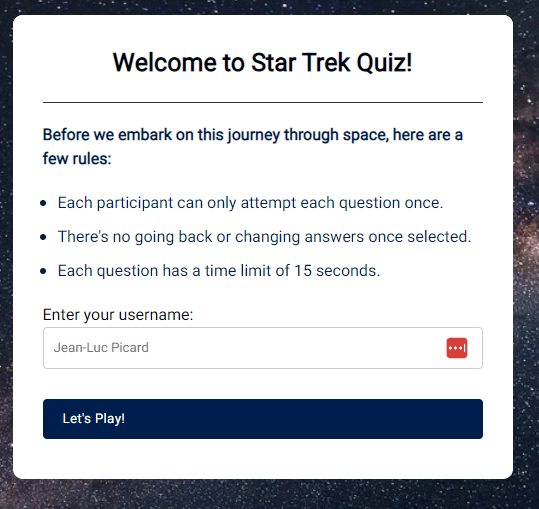 Welcome to Star Trek Quiz!
Before we embark on this journey through space, here are a
few rules:
Each participant can only attempt each question once.
There's no going back or changing answers once selected.
Each question has a time limit of 15 seconds.
Enter your username:
Jean-Luc Picard
Let's Play!